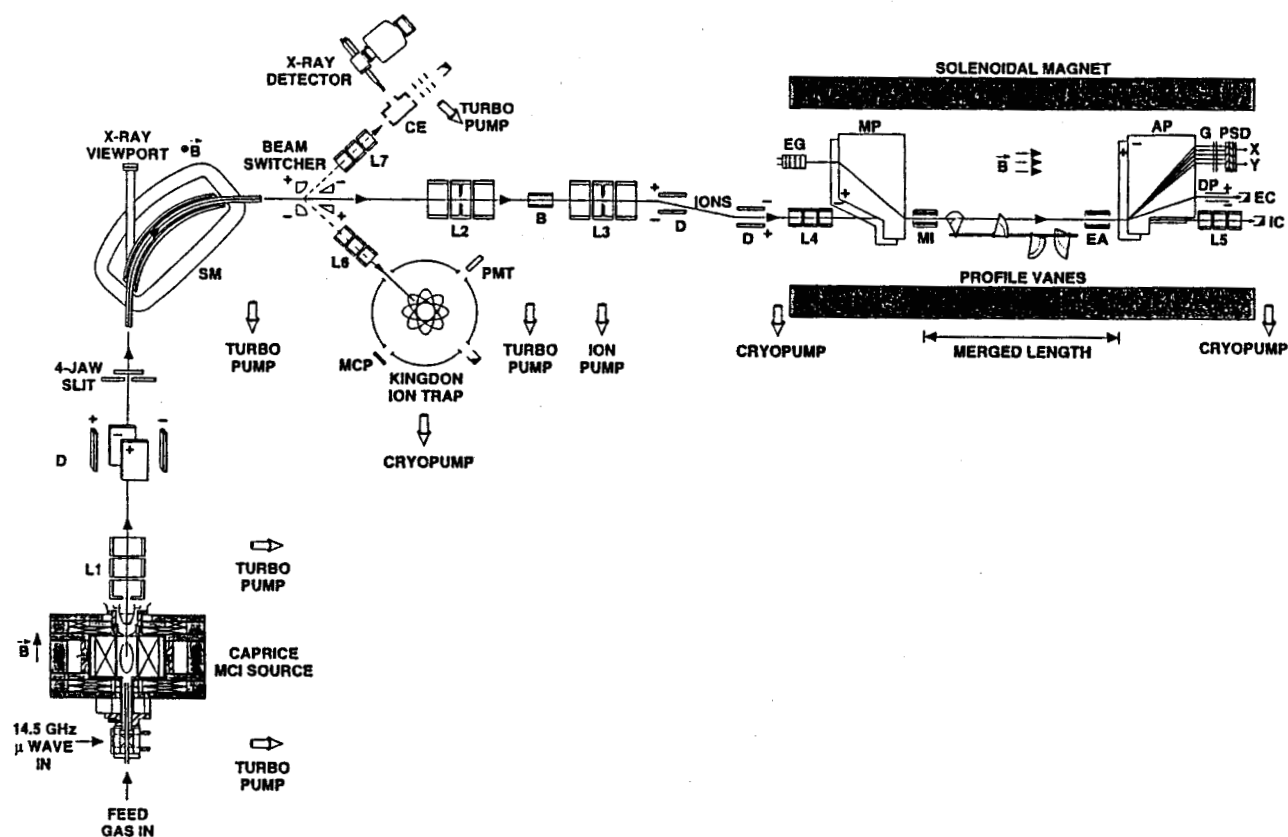 X-RAY
DETECTOR
TURBO
PUMP
CE
X-RAY
VIEWPORT
B
BEAM
SWITCHER
+
-
-
+
L7
SM
L6
PMT
MCP
KINGDON
ION TRAP
CRYOPUMP
TURBO
PUMP
L2
B
L3
TURBO
PUMP
ION
PUMP
+
-
D
IONS
-
+
D
L4
SOLENOIDAL MAGNET
EG
MP
+
+
-
B
MI
EA
AP
+
-
G PSD
X
Y
DP
+
-
EC
IC
L5
PROFILE VANES
CRYOPUMP
MERGED LENGTH
CRYOPUMP
4-JAW
SLIT
+
-
-
+
D
L1
TURBO
PUMP
B
CAPRICE
MCI SOURCE
14.5 GHz
μ WAVE
IN
TURBO
PUMP
FEED
GAS IN